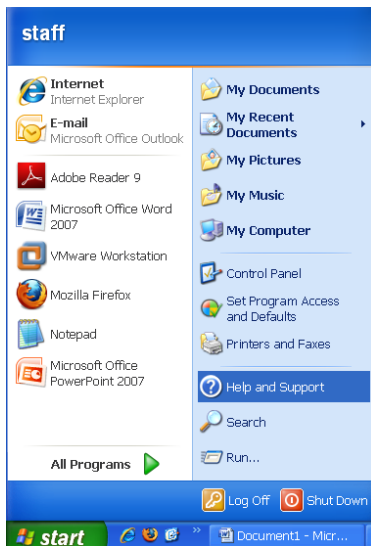 staff
Internet
Internet Explorer
E-mail
Microsoft Office Outlook
Adobe Reader 9
Microsoft Office Word
2007
VMware Workstation
Mozilla Firefox
Notepad
Microsoft Office
PowerPoint 2007
All Programs
My Documents
My Recent
Documents
My Pictures
My Music
My Computer
Control Panel
Set Program Access
and Defaults
Printers and Faxes
Help and Support
Search
Run...
Log Off
Shut Down
start
»
Document1 - Micr...